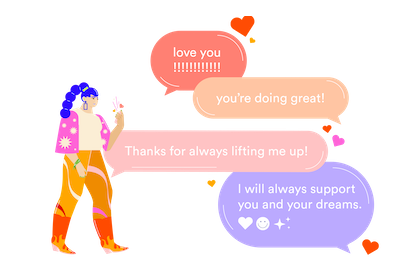 love you
!!!!!!!!!!!!
you're doing great!
Thanks for always lifting me up!
I will always support
you and your dreams.